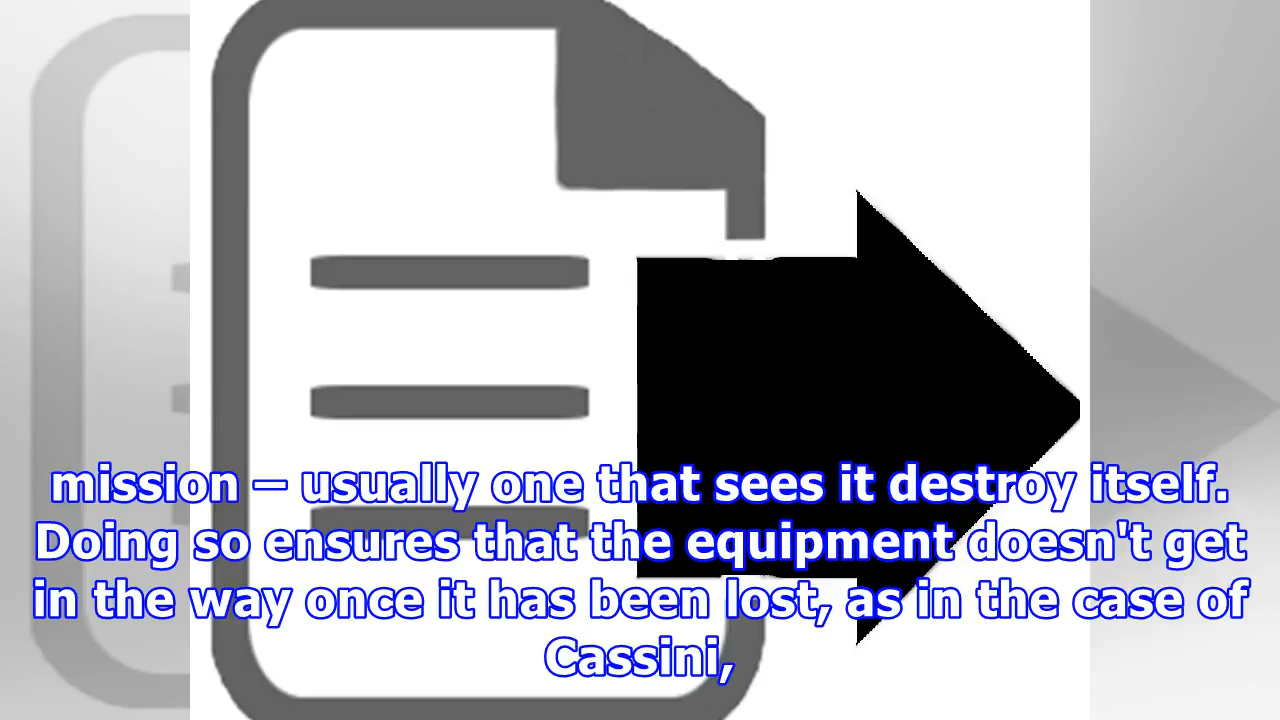 mission – usually one that sees it destroy itself.
Doing so ensures that the equipment doesn't get
in the way once it has been lost, as in the case of
Cassini,